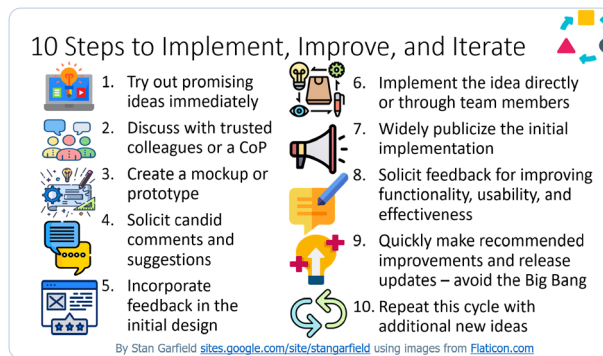 10 Steps to Implement, Improve, and Iterate
1. Try out promising
ideas immediately
2. Discuss with trusted
colleagues or a CoP
3. Create a mockup or
prototype
4. Solicit candid
comments and
suggestions
5. Incorporate
feedback in the
initial design
6. Implement the idea directly
or through team members
7. Widely publicize the initial
implementation
8. Solicit feedback for improving
functionality, usability, and
effectiveness
9. Quickly make recommended
improvements and release
updates – avoid the Big Bang
10. Repeat this cycle with
additional new ideas
By Stan Garfield sites.google.com/site/stangarfield using images from Flaticon.com